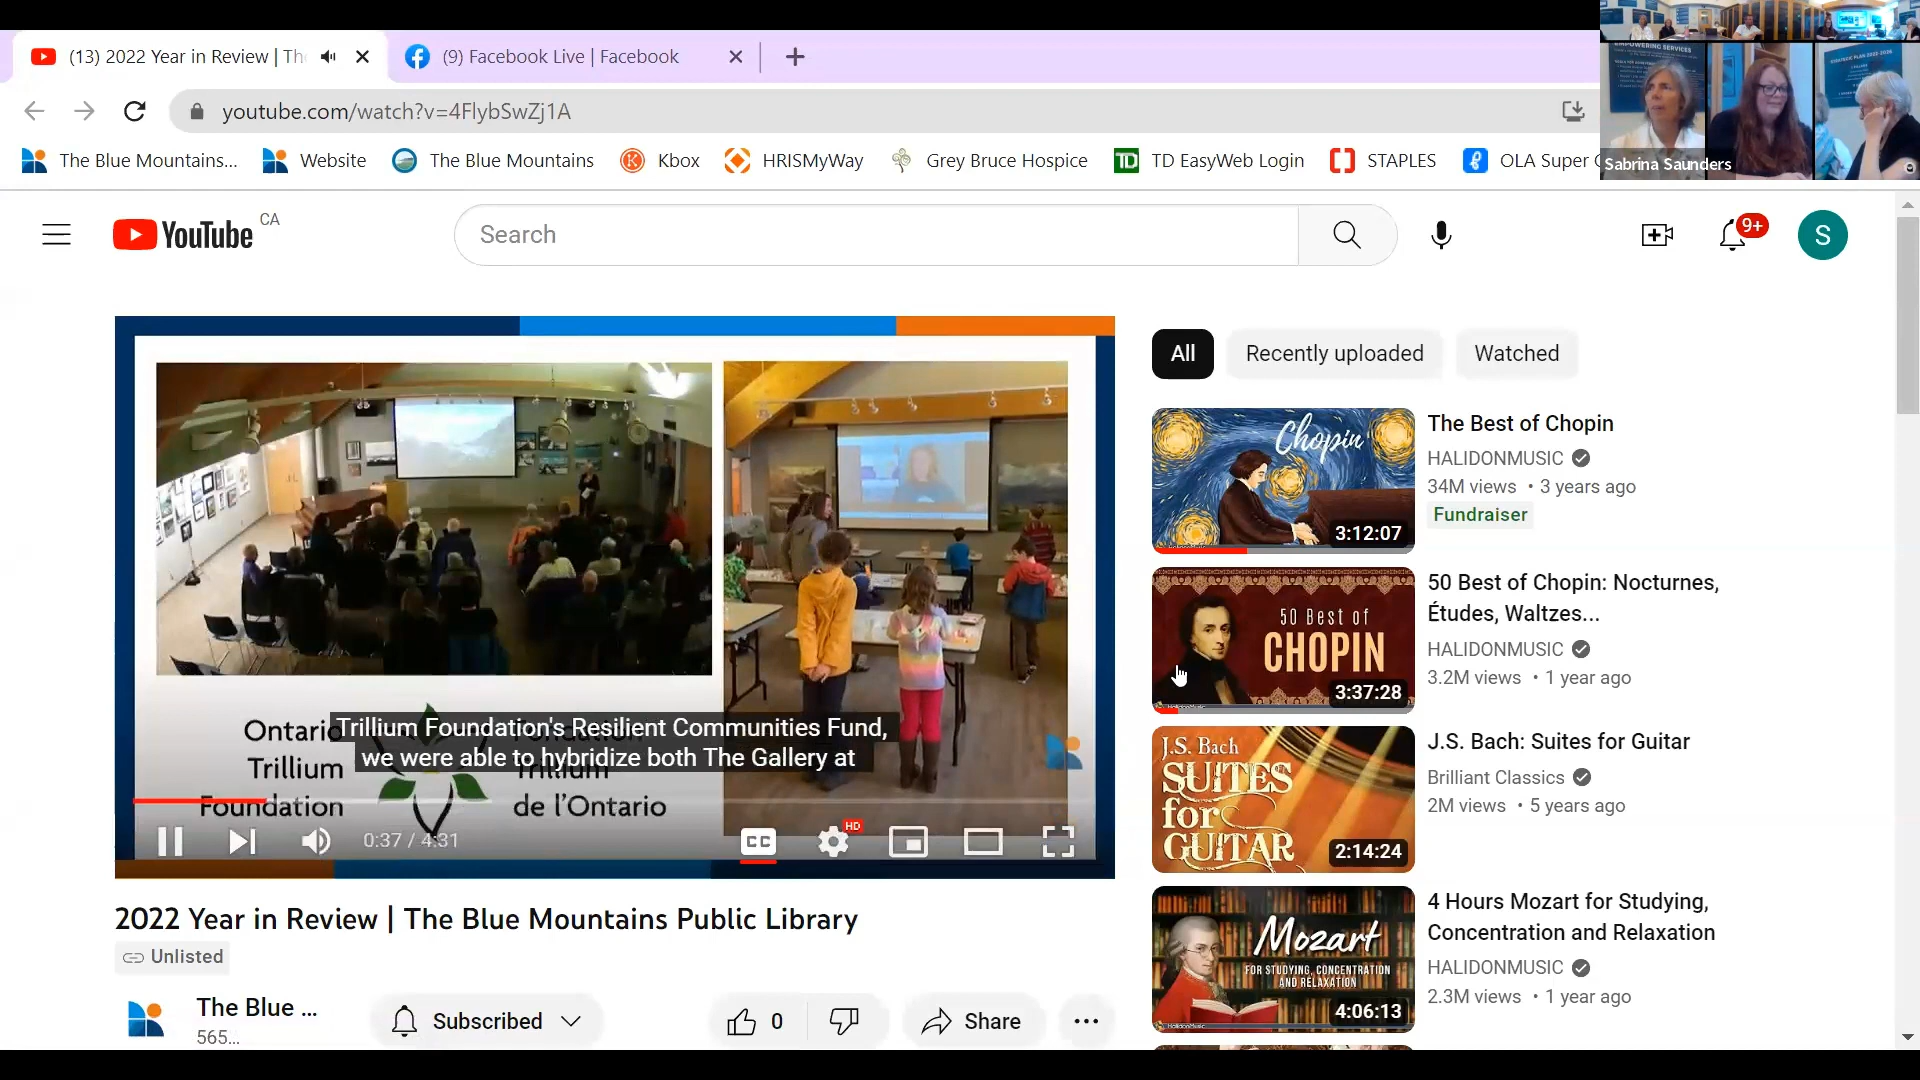 (13) 2022 Year in Review | Th
(9) Facebook Live | Facebook
youtube.com/watch?v=4FlybSwZj1A
The Blue Mountains...
Website
The Blue Mountains
Kbox
HRISMyWay
Grey Bruce Hospice
TD
TD EasyWeb Login
STAPLES
OLA Super
EMPOWERING SERVICES
STRATEGIC PLAN 2022-2026
Sabrina Saunders
YouTube
CA
Search
9+
S
All
Recently uploaded
Watched
Ontario
Trillium
Foundation
de l'Ontario
Trillium Foundation's Resilient Communities Fund,
we were able to hybridize both The Gallery at
0:37 / 4:31
CC
HD
2022 Year in Review | The Blue Mountains Public Library
Unlisted
The Blue ...
565...
Subscribed
0
Share
Chopin
3:12:07
The Best of Chopin
HALIDONMUSIC
34M views • 3 years ago
Fundraiser
50 Best of
CHOPIN
3:37:28
50 Best of Chopin: Nocturnes,
Études, Waltzes...
HALIDONMUSIC
3.2M views • 1 year ago
J.S. Bach
SUITES
for
GUITAR
2:14:24
J.S. Bach: Suites for Guitar
Brilliant Classics
2M views • 5 years ago
Mozart
FOR STUDYING, CONCENTRATION
AND RELAXATION
4:06:13
4 Hours Mozart for Studying,
Concentration and Relaxation
HALIDONMUSIC
2.3M views • 1 year ago